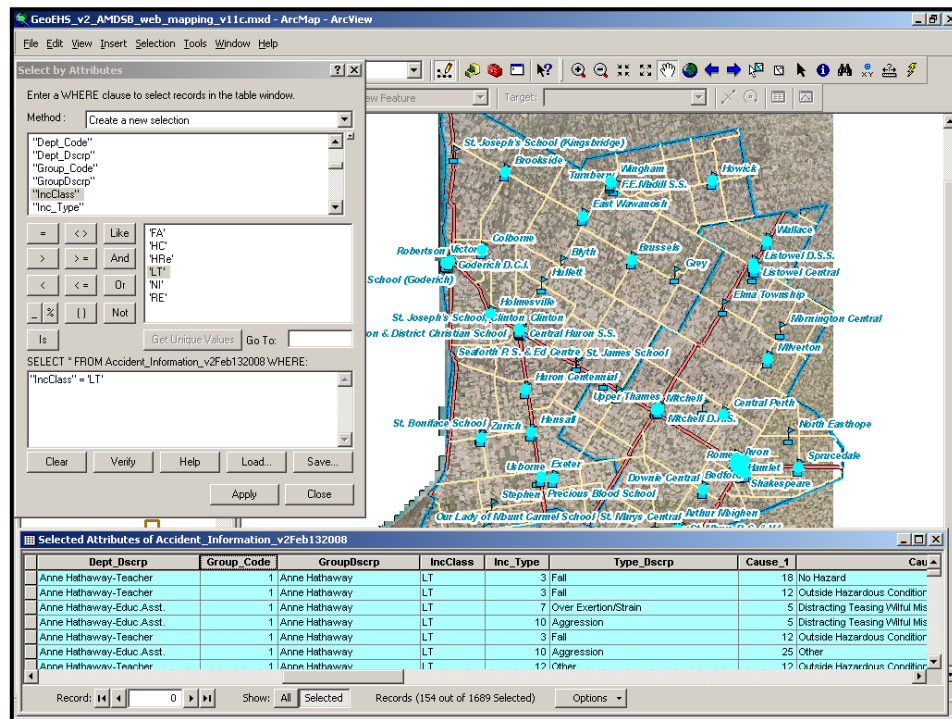 GeoEHS_v2_AMDSB_web_mapping_v11c.mxd - ArcMap - ArcView
File Edit View Insert Selection Tools Window Help
Select by Attributes
Enter a WHERE clause to select records in the table window.
Method : Create a new selection
"Dept_Code"
"Dept_Dscrp"
"Group_Code"
"GroupDscrp"
"IncClass"
"Inc_Type"
= <> Like
> >= And
< <= Or
_ % () Not
Is
'FA'
'HC'
'HRe'
'LT'
'NI'
'RE'
Get Unique Values Go To:
SELECT * FROM Accident_Information_v2Feb132008 WHERE:
"IncClass" = 'LT'
Clear Verify Help Load... Save...
Apply Close
ew Feature Target:
St. Joseph's School (Kingsbridge)
Brookside
Wingham
Turnberry
F.E. Madill S.S.
Howick
East Wawanosh
Wallace
Colborne
Robertson Victor
Blyth
Brussels
Listowel D.S.S.
Goderich D.C.I.
Hullett
Grey
Listowel Central
School (Goderich)
Elma Township
Holmesville
Mornington Central
St. Joseph's School, Clinton Clinton
on & District Christian School Central Huron S.S.
Seaforth P.S. & Ed Centre St. James School
Milverton
Huron Centennial
Upper Thames Mitchell
Central Perth
Mitchell D.H.S.
St. Boniface School Zurich Hensall
North Easthope
Avon
Sprucedale
Usborne Exeter
Downie Central Bedford Hamlet
Shakespeare
Stephen Precious Blood School
Our Lady of Mount Carmel School St. Marys Central Arthur Meighen
Selected Attributes of Accident_Information_v2Feb132008
Dept_Dscrp Group_Code GroupDscrp IncClass Inc_Type Type_Dscrp Cause_1 Cau
Anne Hathaway-Teacher 1 Anne Hathaway LT 3 Fall 18 No Hazard
Anne Hathaway-Teacher 1 Anne Hathaway LT 3 Fall 12 Outside Hazardous Condition
Anne Hathaway-Educ.Asst. 1 Anne Hathaway LT 7 Over Exertion/Strain 5 Distracting Teasing Wilful Mis
Anne Hathaway-Educ.Asst. 1 Anne Hathaway LT 10 Aggression 5 Distracting Teasing Wilful Mis
Anne Hathaway-Teacher 1 Anne Hathaway LT 3 Fall 12 Outside Hazardous Condition
Anne Hathaway-Educ.Asst. 1 Anne Hathaway LT 10 Aggression 25 Other
Anne Hathaway-Teacher 1 Anne Hathaway LT 12 Other 12 Outside Hazardous Condition
Record: 0 Show: All Selected Records (154 out of 1689 Selected) Options